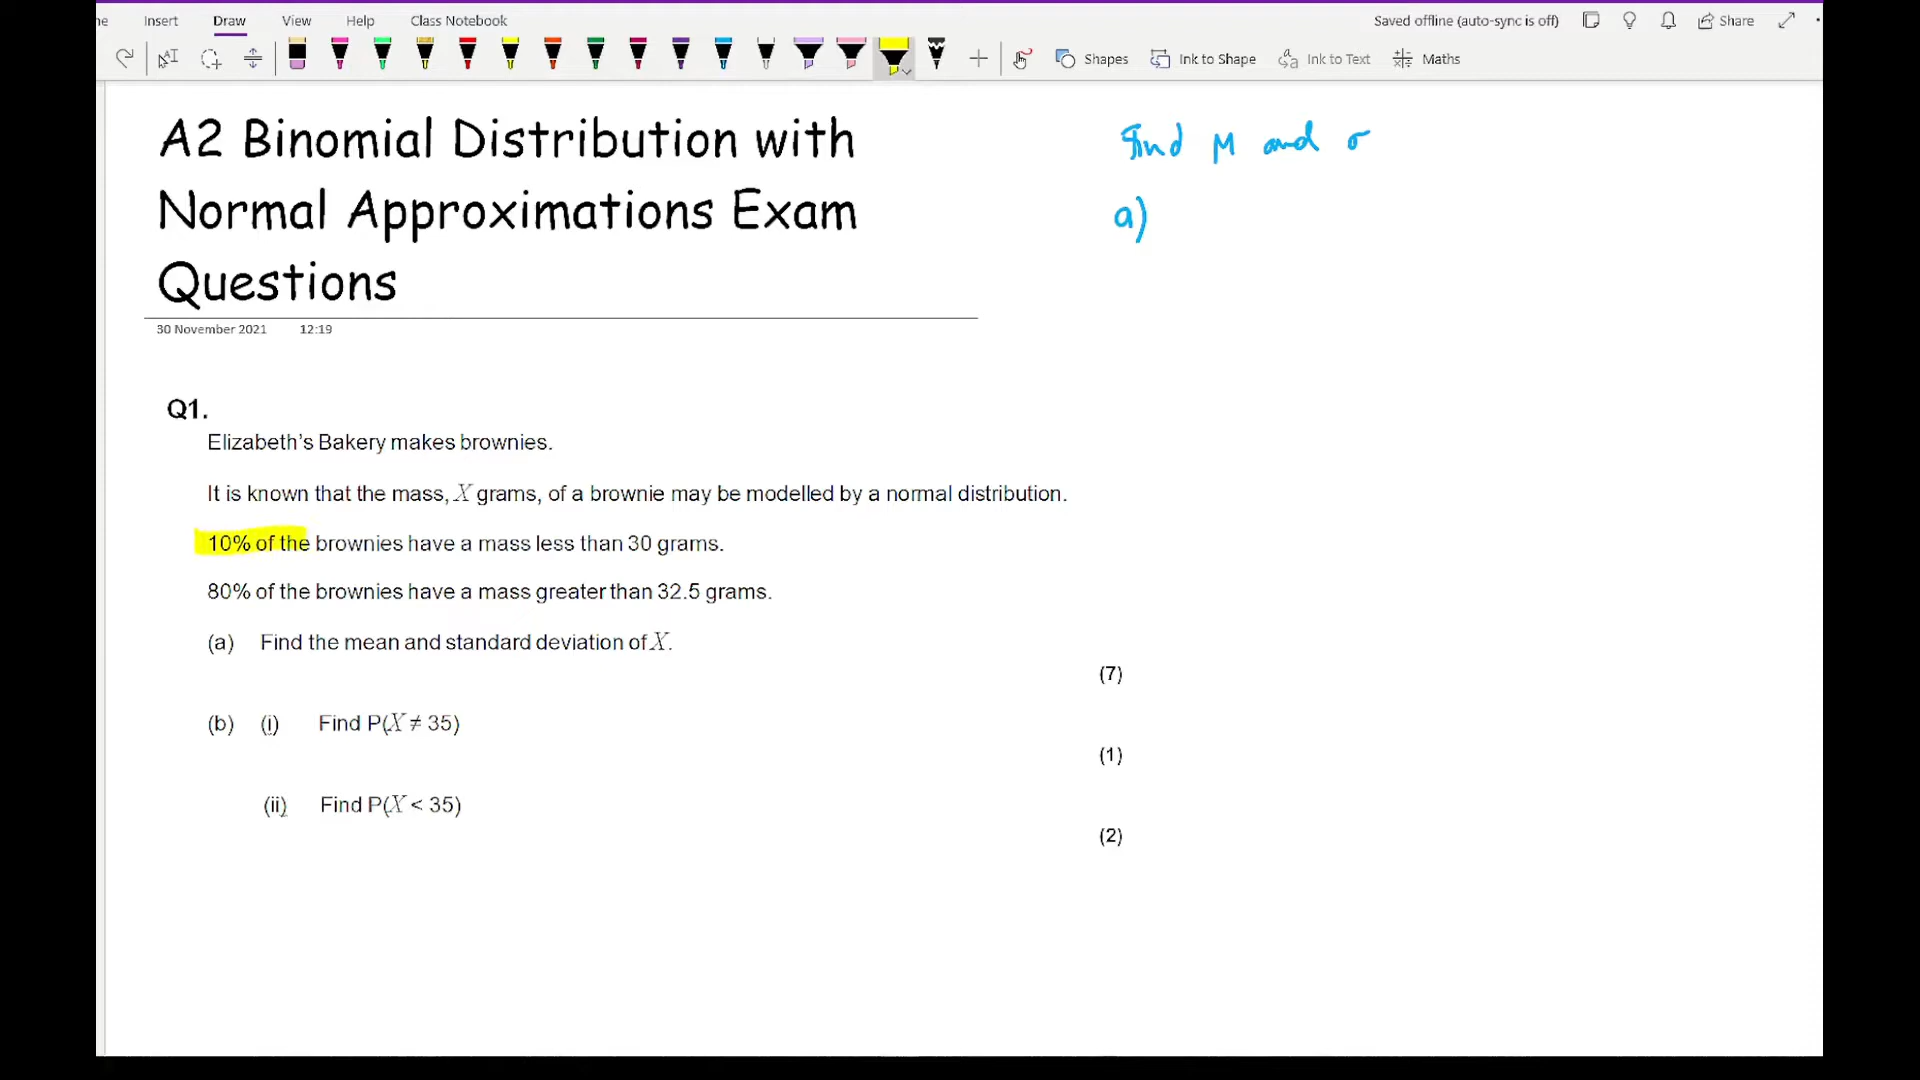 ne Insert Draw View Help Class Notebook Saved offline (auto-sync is off) Share
Shapes Ink to Shape Ink to Text Maths
A2 Binomial Distribution with
Normal Approximations Exam
Questions
30 November 2021 12:19
find μ and σ
a)
Q1.
Elizabeth's Bakery makes brownies.
It is known that the mass, X grams, of a brownie may be modelled by a normal distribution.
10% of the brownies have a mass less than 30 grams.
80% of the brownies have a mass greater than 32.5 grams.
(a) Find the mean and standard deviation of X.
(7)
(b) (i) Find P(X ≠ 35)
(1)
(ii) Find P(X < 35)
(2)